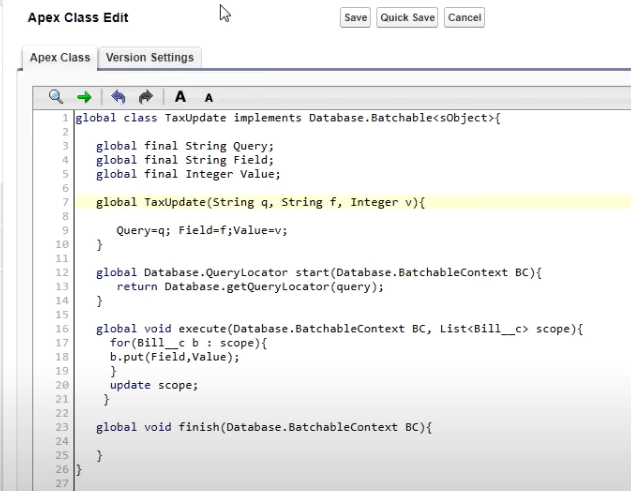 Apex Class Edit
Save
Quick Save
Cancel
Apex Class
Version Settings
A A
1 global class TaxUpdate implements Database.Batchable<sObject>{
2
3 global final String Query;
4 global final String Field;
5 global final Integer Value;
6
7 global TaxUpdate(String q, String f, Integer v){
8
9 Query=q; Field=f;Value=v;
10 }
11
12 global Database.QueryLocator start(Database.BatchableContext BC){
13 return Database.getQueryLocator(query);
14 }
15
16 global void execute(Database.BatchableContext BC, List<Bill__c> scope){
17 for(Bill__c b : scope){
18 b.put(Field,Value);
19 }
20 update scope;
21 }
22
23 global void finish(Database.BatchableContext BC){
24
25 }
26 }
27